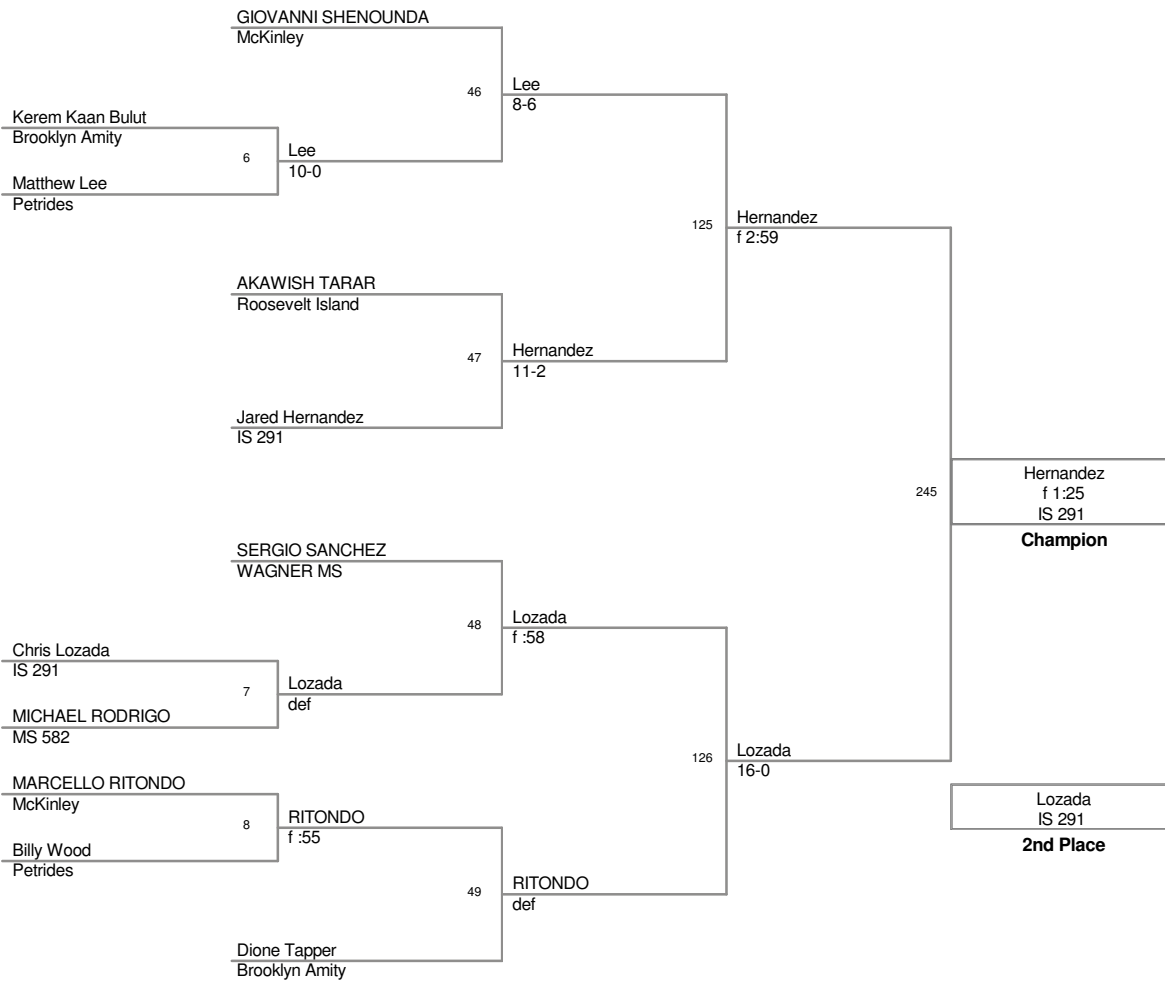 GIOVANNI SHENOUNDA
McKinley
46
Lee
8-6
Kerem Kaan Bulut
Brooklyn Amity
6
Lee
10-0
Matthew Lee
Petrides
125
Hernandez
f 2:59
AKAWISH TARAR
Roosevelt Island
47
Hernandez
11-2
Jared Hernandez
IS 291
245
Hernandez
f 1:25
IS 291
Champion
SERGIO SANCHEZ
WAGNER MS
48
Lozada
f :58
Chris Lozada
IS 291
7
Lozada
def
MICHAEL RODRIGO
MS 582
126
Lozada
16-0
MARCELLO RITONDO
McKinley
8
RITONDO
f :55
Billy Wood
Petrides
49
RITONDO
def
Dione Tapper
Brooklyn Amity
Lozada
IS 291
2nd Place